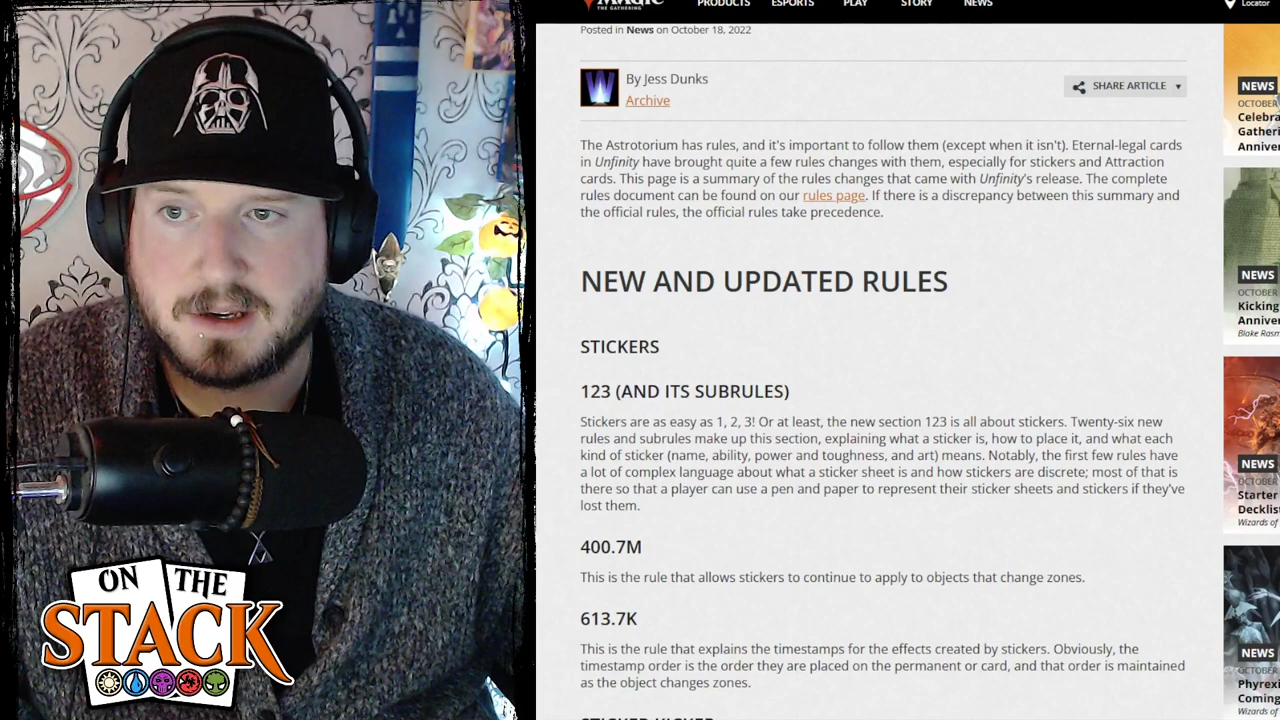 MAGIC
THE GATHERING
PRODUCTS
ESPORTS
PLAY
STORY
NEWS
Locator
Posted in News on October 18, 2022
By Jess Dunks
Archive
SHARE ARTICLE
The Astrotorium has rules, and it's important to follow them (except when it isn't). Eternal-legal cards
in Unfinity have brought quite a few rules changes with them, especially for stickers and Attraction
cards. This page is a summary of the rules changes that came with Unfinity's release. The complete
rules document can be found on our rules page. If there is a discrepancy between this summary and
the official rules, the official rules take precedence.
NEW AND UPDATED RULES
STICKERS
123 (AND ITS SUBRULES)
Stickers are as easy as 1, 2, 3! Or at least, the new section 123 is all about stickers. Twenty-six new
rules and subrules make up this section, explaining what a sticker is, how to place it, and what each
kind of sticker (name, ability, power and toughness, and art) means. Notably, the first few rules have
a lot of complex language about what a sticker sheet is and how stickers are discrete; most of that is
there so that a player can use a pen and paper to represent their sticker sheets and stickers if they've
lost them.
400.7M
This is the rule that allows stickers to continue to apply to objects that change zones.
613.7K
This is the rule that explains the timestamps for the effects created by stickers. Obviously, the
timestamp order is the order they are placed on the permanent or card, and that order is maintained
as the object changes zones.
STICKER KICKER
NEWS
OCTOBER
Celebra
Gatheri
Anniver
NEWS
OCTOBER
Kicking
Anniver
Blake Rasm
NEWS
OCTOBER
Starter
Decklist
Wizards of
NEWS
OCTOBER
Phyrexi
Coming
Wizards of
ON THE
STACK